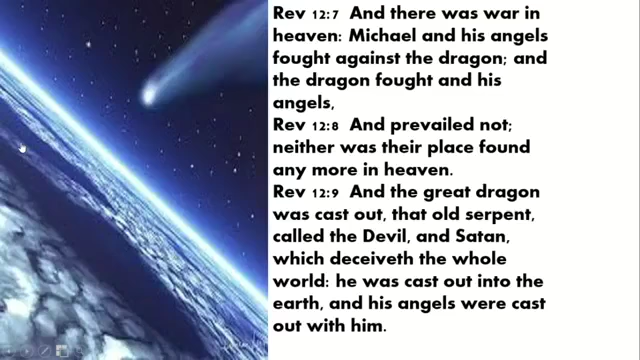 Rev 12:7 And there was war in
heaven: Michael and his angels
fought against the dragon; and
the dragon fought and his
angels,
Rev 12:8 And prevailed not;
neither was their place found
any more in heaven.
Rev 12:9 And the great dragon
was cast out, that old serpent,
called the Devil, and Satan,
which deceiveth the whole
world: he was cast out into the
earth, and his angels were cast
out with him.